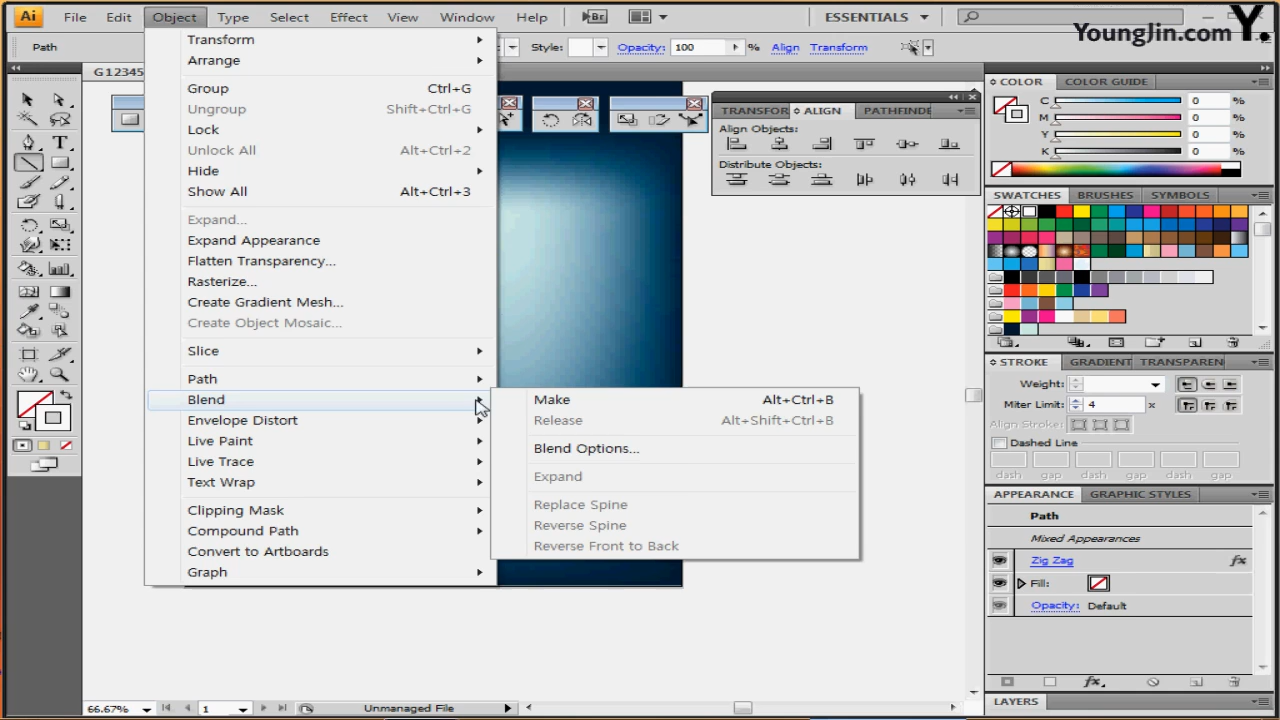 Ai File Edit Object Type Select Effect View Window Help Br ESSENTIALS
YoungJin.com Y.
Path Style: Opacity: 100 % Align Transform
G12345
Transform
Arrange
Group Ctrl+G
Ungroup Shift+Ctrl+G
Lock
Unlock All Alt+Ctrl+2
Hide
Show All Alt+Ctrl+3
Expand...
Expand Appearance
Flatten Transparency...
Rasterize...
Create Gradient Mesh...
Create Object Mosaic...
Slice
Path
Blend
Envelope Distort
Live Paint
Live Trace
Text Wrap
Clipping Mask
Compound Path
Convert to Artboards
Graph
Make Alt+Ctrl+B
Release Alt+Shift+Ctrl+B
Blend Options...
Expand
Replace Spine
Reverse Spine
Reverse Front to Back
TRANSFOR ALIGN PATHFINDE
Align Objects:
Distribute Objects:
COLOR COLOR GUIDE
C 0 %
M 0 %
Y 0 %
K 0 %
SWATCHES BRUSHES SYMBOLS
STROKE GRADIENT TRANSPAREN
Weight:
Miter Limit: 4 x
Align Stroke:
Dashed Line
dash gap dash gap dash gap
APPEARANCE GRAPHIC STYLES
Path
Mixed Appearances
Zig Zag fx
Fill:
Opacity: Default
fx
LAYERS
66.67% 1 Unmanaged File